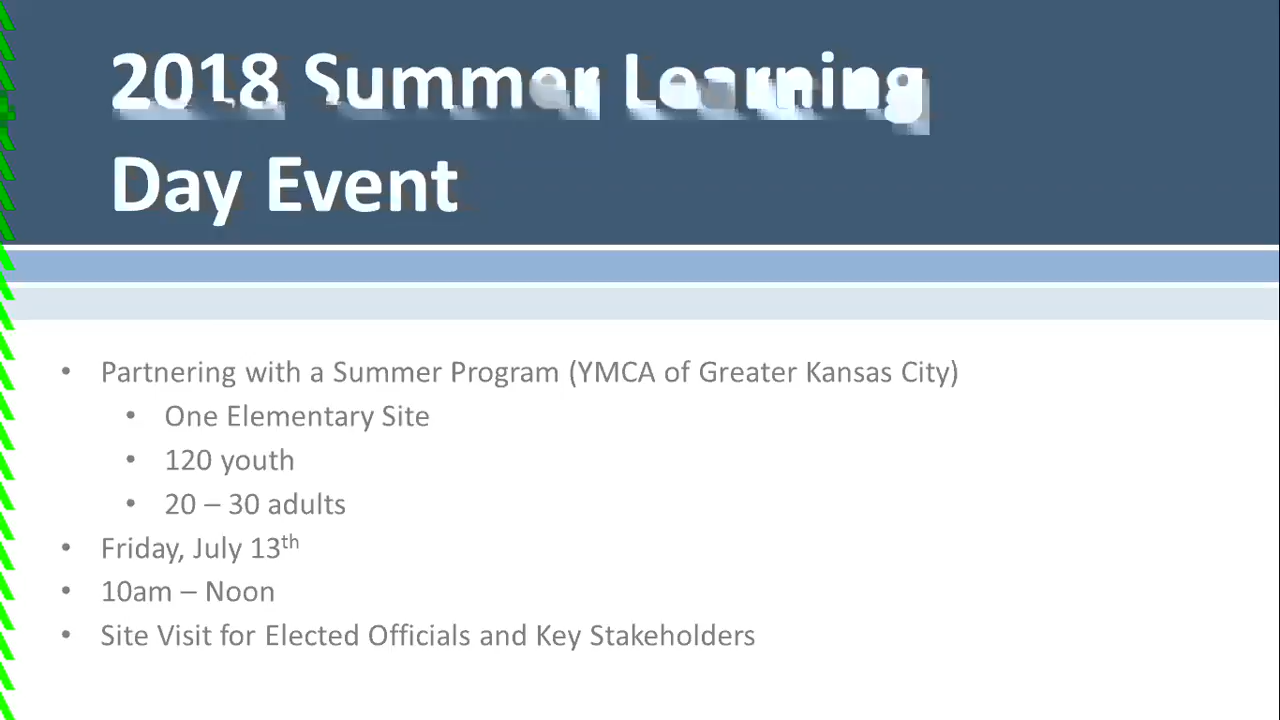 2018 Summer Learning
Day Event
• Partnering with a Summer Program (YMCA of Greater Kansas City)
• One Elementary Site
• 120 youth
• 20 – 30 adults
• Friday, July 13th
• 10am – Noon
• Site Visit for Elected Officials and Key Stakeholders